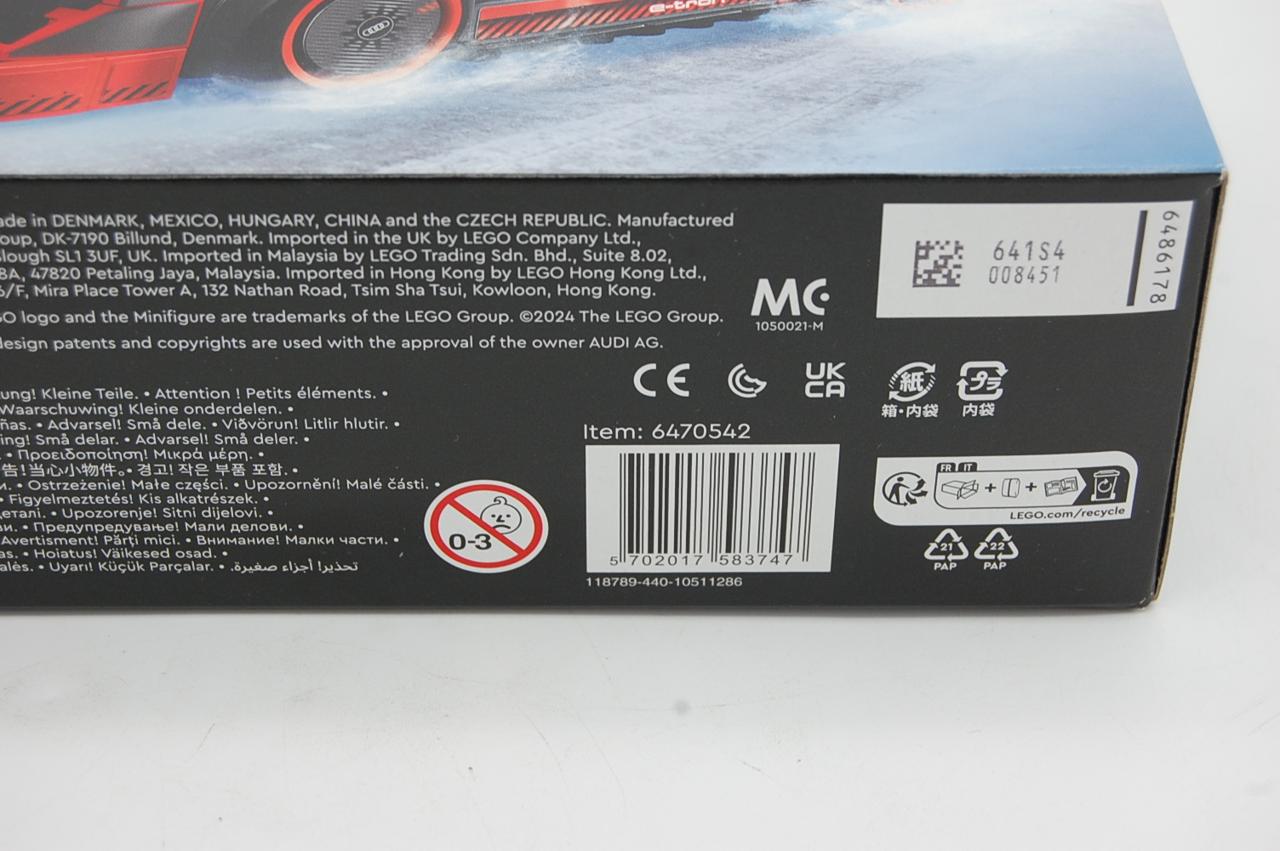 e-tron
ade in DENMARK, MEXICO, HUNGARY, CHINA and the CZECH REPUBLIC. Manufactured
oup, DK-7190 Billund, Denmark. Imported in the UK by LEGO Company Ltd.,
lough SL1 3UF, UK. Imported in Malaysia by LEGO Trading Sdn. Bhd., Suite 8.02,
8A, 47820 Petaling Jaya, Malaysia. Imported in Hong Kong by LEGO Hong Kong Ltd.,
6/F, Mira Place Tower A, 132 Nathan Road, Tsim Sha Tsui, Kowloon, Hong Kong.
GO logo and the Minifigure are trademarks of the LEGO Group. ©2024 The LEGO Group.
design patents and copyrights are used with the approval of the owner AUDI AG.
MC
1050021-M
641S4
008451
6486178
CE
UK
CA
紙
箱・内袋
プラ
内袋
ung! Kleine Teile. • Attention ! Petits éléments. •
Waarschuwing! Kleine onderdelen. •
ñas. • Advarsel! Små dele. • Viðvörun! Litlir hlutir. •
ing! Små delar. • Advarsel! Små deler. •
. • Προειδοποίηση! Μικρά μέρη. •
告!当心小物件。• 경고! 작은 부품 포함. •
и. • Ostrzeżenie! Małe części. • Upozornění! Malé části. •
• Figyelmeztetés! Kis alkatrészek. •
детали. • Upozorenje! Sitni dijelovi. •
ви. • Предупредување! Мали делови. •
Avertisment! Părți mici. • Внимание! Малки части. •
as. • Hoiatus! Väikesed osad. •
alės. • Uyarı! Küçük Parçalar. • تحذير! أجزاء صغيرة.
0-3
Item: 6470542
5 702017 583747
118789-440-10511286
FR IT
LEGO.com/recycle
21
PAP
22
PAP